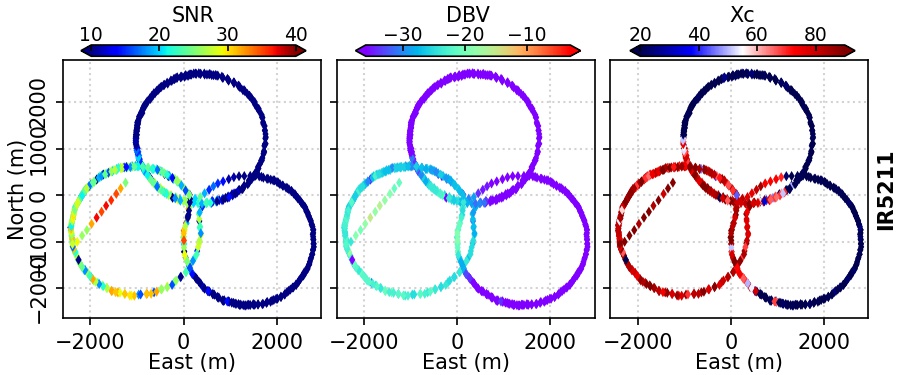 SNR DBV Xc
10 20 30 40 −30 −20 −10 20 40 60 80
2000
1000
0
−1000
−2000
North (m)
IR5211
−2000 0 2000 −2000 0 2000 −2000 0 2000
East (m) East (m) East (m)